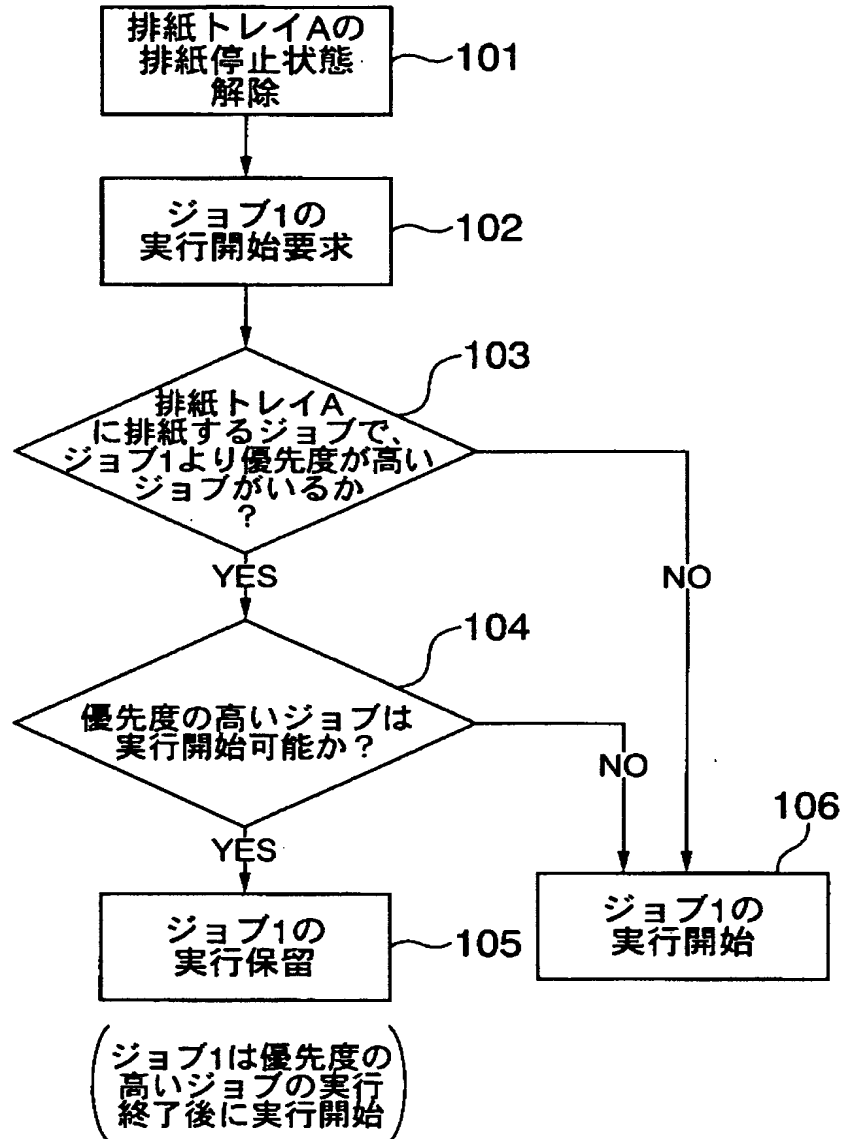 排紙トレイAの
排紙停止状態
解除
101
ジョブ1の
実行開始要求
102
103
排紙トレイA
に排紙するジョブで、
ジョブ1より優先度が高い
ジョブがいるか
?
YES
NO
104
優先度の高いジョブは
実行開始可能か?
NO
YES
106
ジョブ1の
実行保留
105
ジョブ1の
実行開始
ジョブ1は優先度の
高いジョブの実行
終了後に実行開始